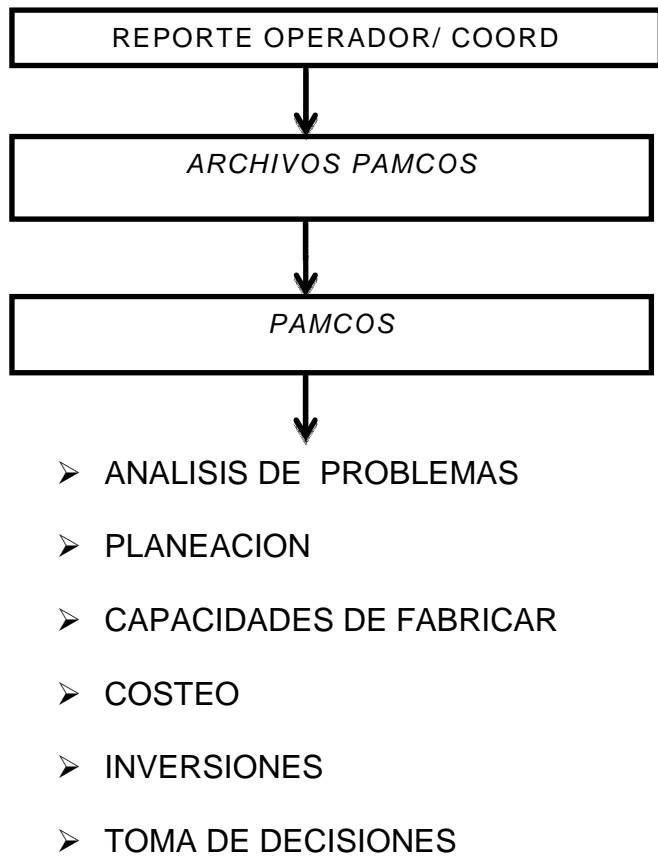 REPORTE OPERADOR/ COORD
ARCHIVOS PAMCOS
PAMCOS
➢ ANALISIS DE  PROBLEMAS
➢ PLANEACION
➢ CAPACIDADES DE FABRICAR
➢ COSTEO
➢ INVERSIONES
➢ TOMA DE DECISIONES